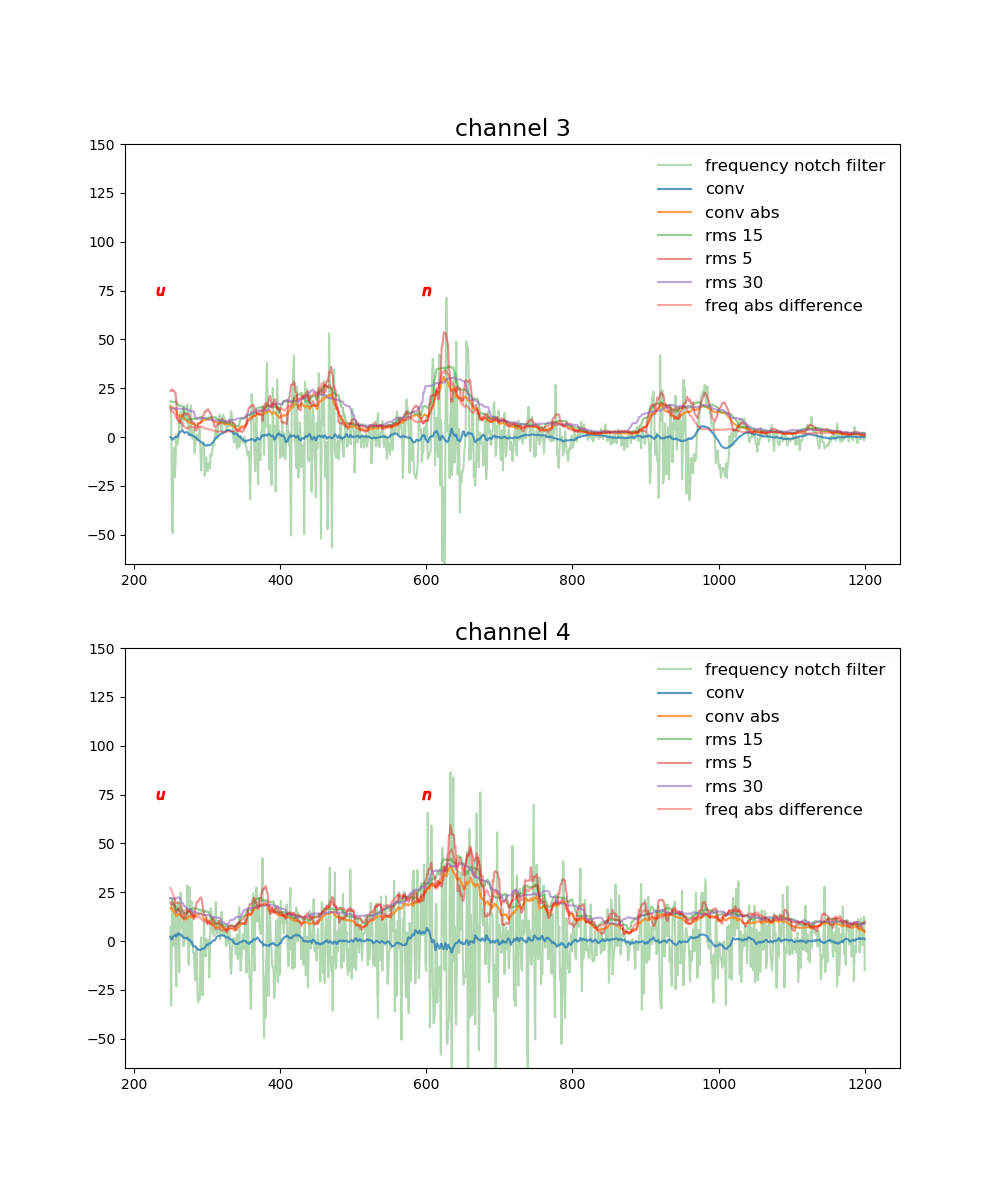 channel 3
150
125
100
75
50
25
0
−25
−50
frequency notch filter
conv
conv abs
rms 15
rms 5
rms 30
freq abs difference
u
n
200 400 600 800 1000 1200
channel 4
150
125
100
75
50
25
0
−25
−50
frequency notch filter
conv
conv abs
rms 15
rms 5
rms 30
freq abs difference
u
n
200 400 600 800 1000 1200